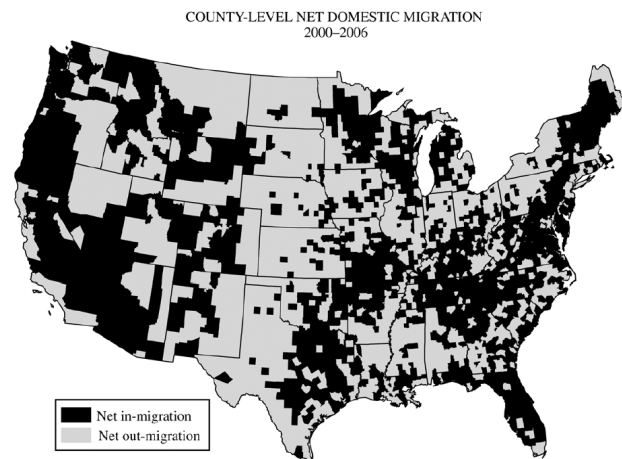 COUNTY-LEVEL NET DOMESTIC MIGRATION
2000–2006
Net in-migration
Net out-migration